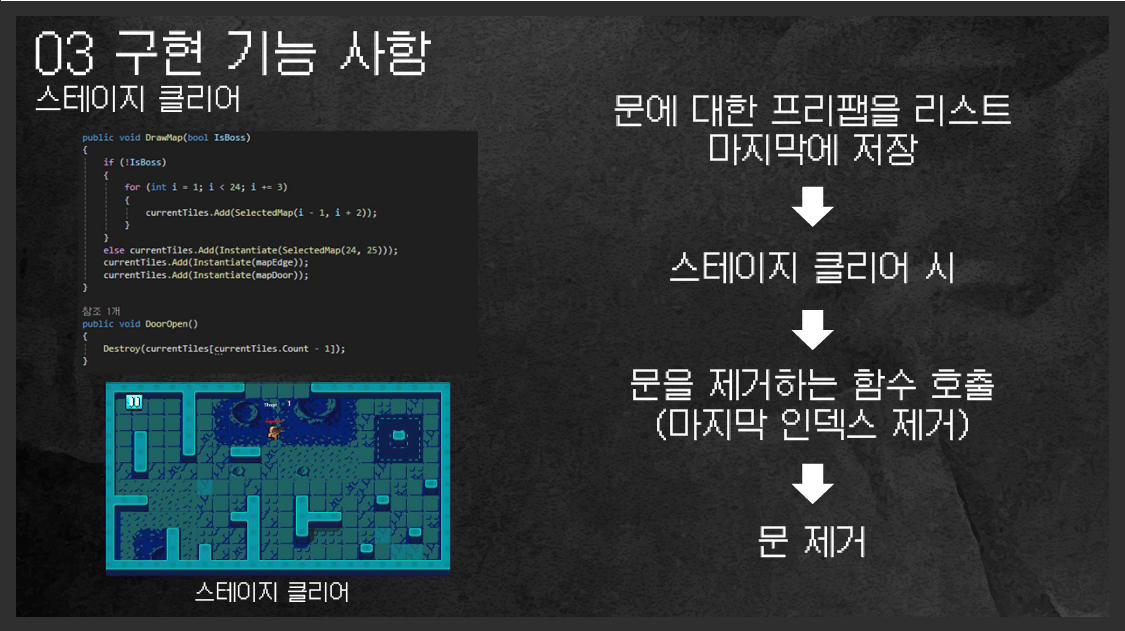 03 구현 기능 사항
스테이지 클리어
public void DrawMap(bool IsBoss)
{
if (!IsBoss)
{
for (int i = 1; i < 24; i += 3)
{
currentTiles.Add(SelectedMap(i - 1, i + 2));
}
}
else currentTiles.Add(Instantiate(SelectedMap(24, 25)));
currentTiles.Add(Instantiate(mapEdge));
currentTiles.Add(Instantiate(mapDoor));
}
참조 1개
public void DoorOpen()
{
Destroy(currentTiles[currentTiles.Count - 1]);
}
Stage - 1
스테이지 클리어
문에 대한 프리팹을 리스트
마지막에 저장
스테이지 클리어 시
문을 제거하는 함수 호출
(마지막 인덱스 제거)
문 제거